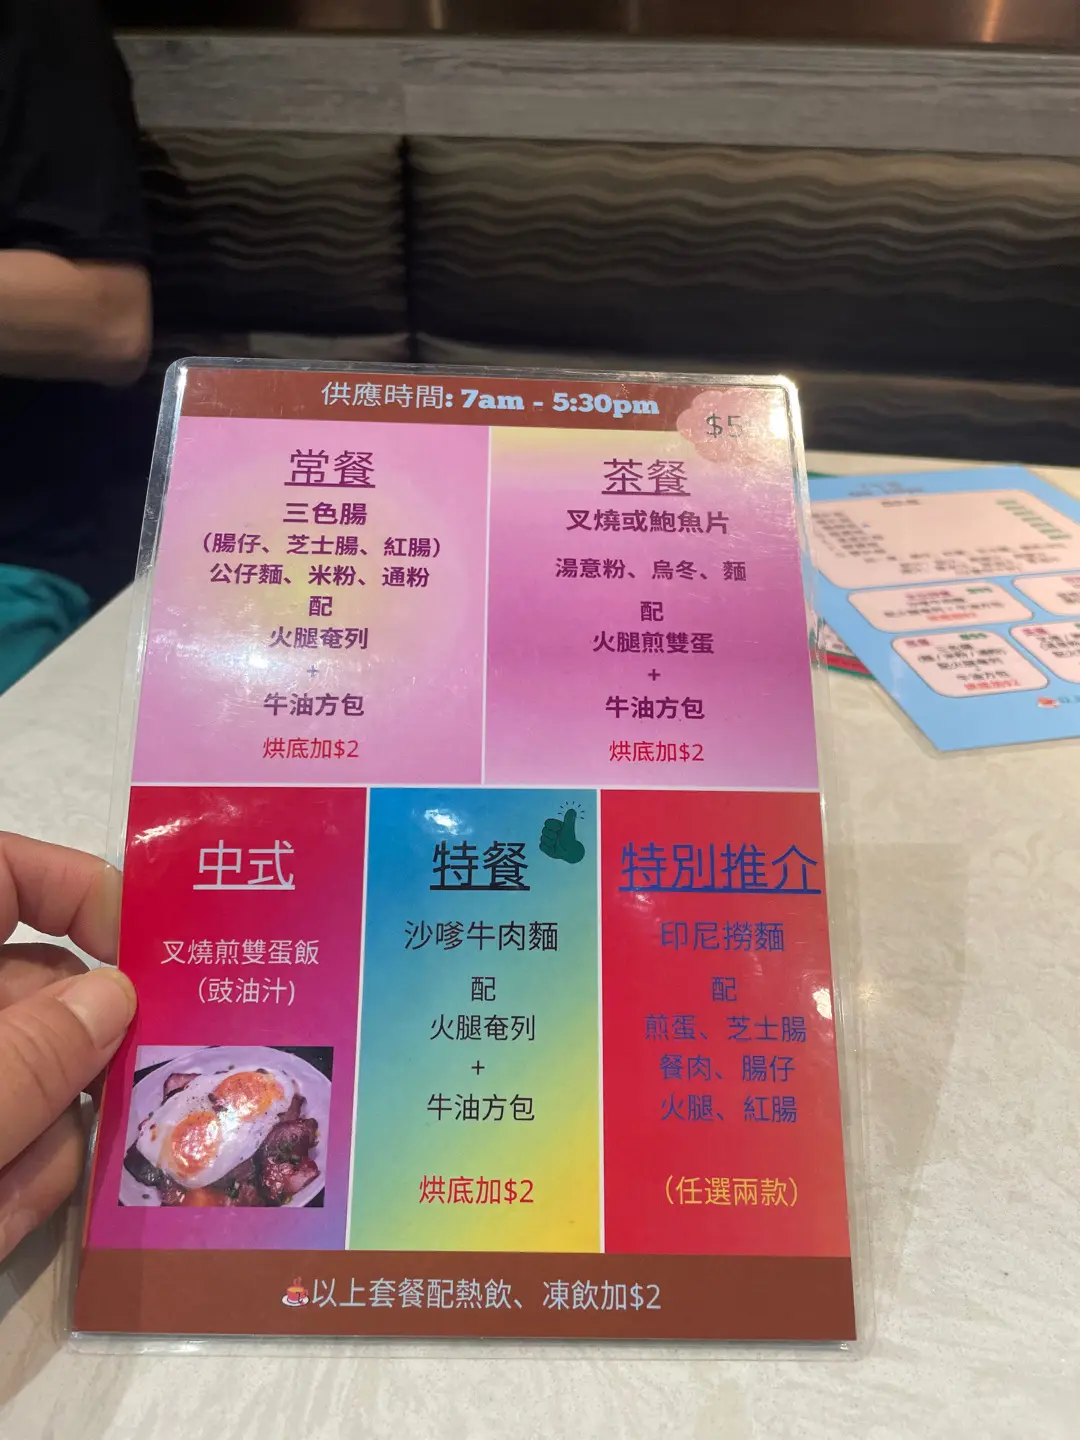 供應時間: 7am - 5:30pm
$5
常餐
三色腸
(腸仔、芝士腸、紅腸)
公仔麵、米粉、通粉
配
火腿奄列
+
牛油方包
烘底加$2
茶餐
叉燒或鮑魚片
湯意粉、烏冬、麵
配
火腿煎雙蛋
+
牛油方包
烘底加$2
中式
叉燒煎雙蛋飯
(豉油汁)
特餐
沙嗲牛肉麵
配
火腿奄列
+
牛油方包
烘底加$2
特別推介
印尼撈麵
配
煎蛋、芝士腸
餐肉、腸仔
火腿、紅腸
(任選兩款)
以上套餐配熱飲、凍飲加$2
三色腸
牛油方包